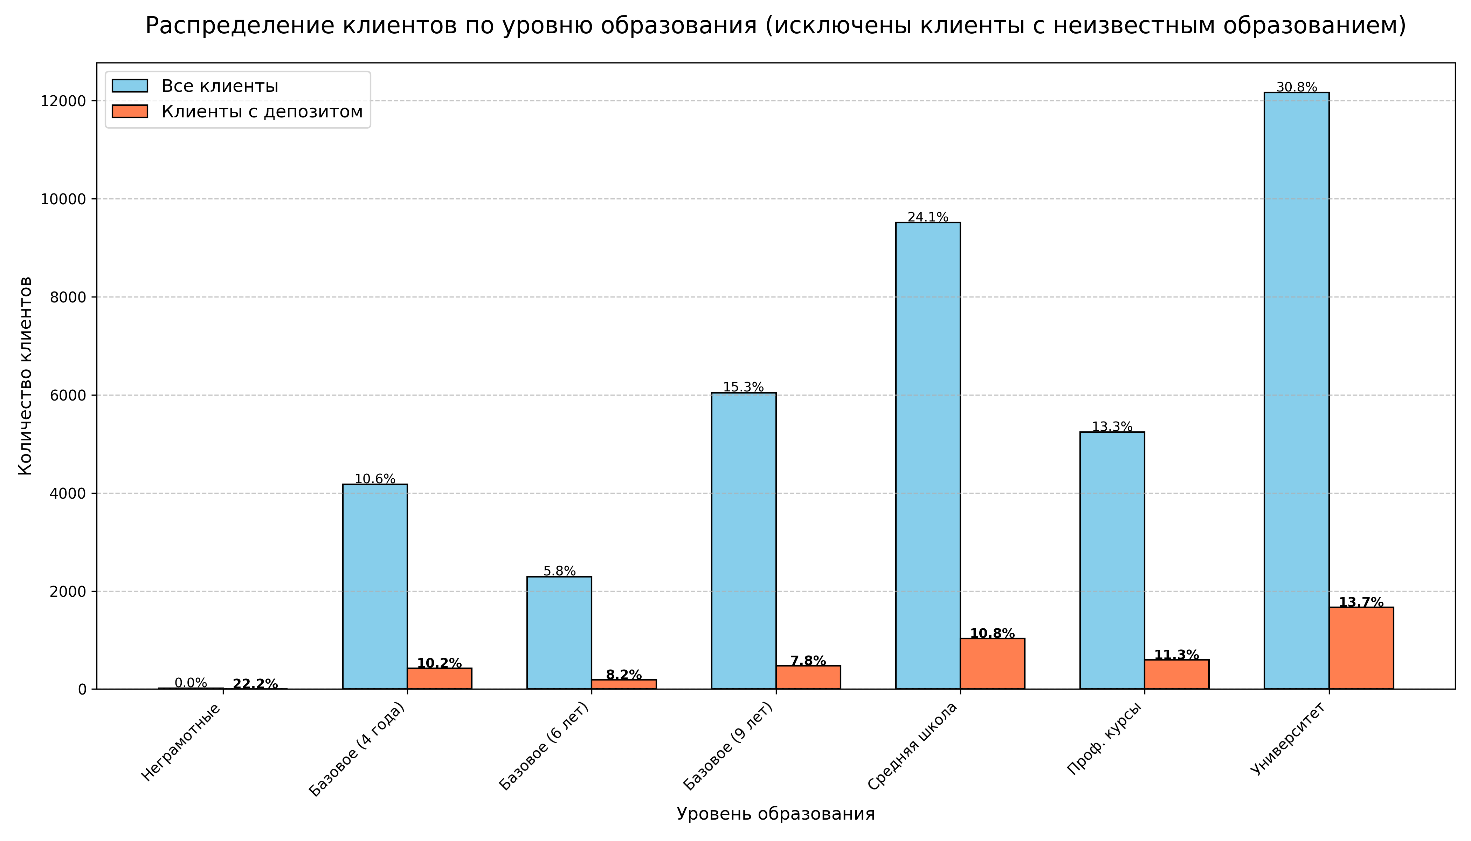 Распределение клиентов по уровню образования (исключены клиенты с неизвестным образованием)
Все клиенты
Клиенты с депозитом
Количество клиентов
12000
10000
8000
6000
4000
2000
0
0.0%
22.2%
10.6%
10.2%
5.8%
8.2%
15.3%
7.8%
24.1%
10.8%
13.3%
11.3%
30.8%
13.7%
Неграмотные
Базовое (4 года)
Базовое (6 лет)
Базовое (9 лет)
Средняя школа
Проф. курсы
Университет
Уровень образования